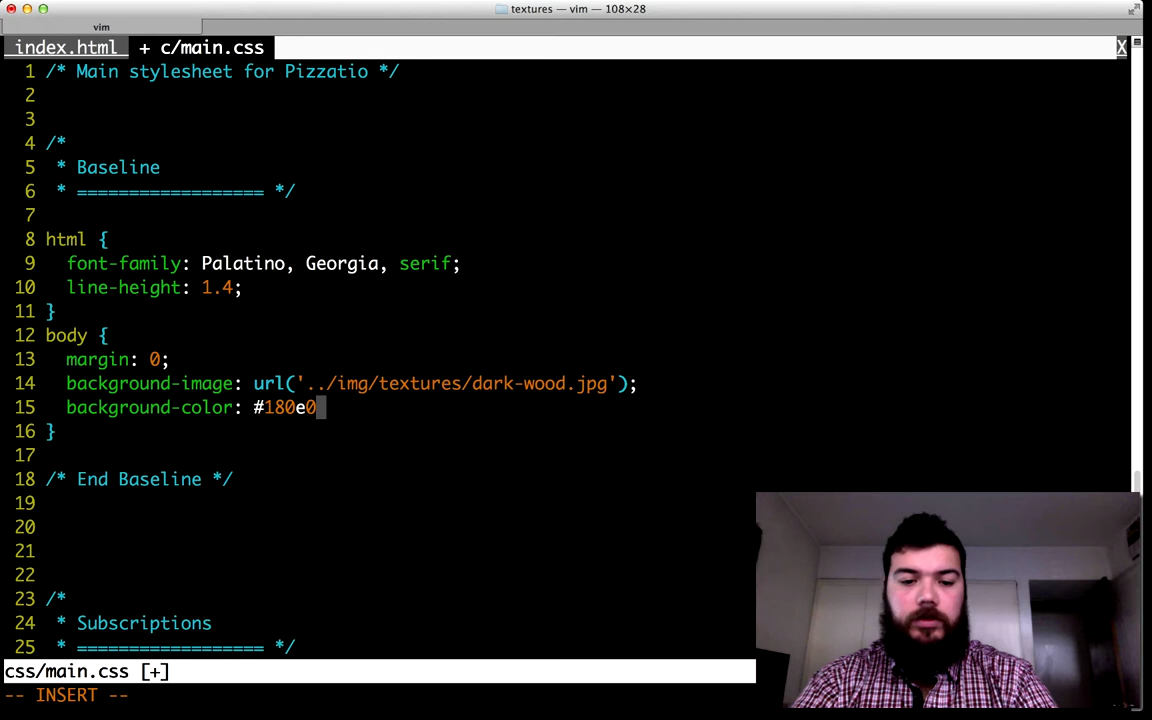 textures — vim — 108×28
vim
index.html + c/main.css X
1 /* Main stylesheet for Pizzatio */
2
3
4 /*
5 * Baseline
6 * ================== */
7
8 html {
9 font-family: Palatino, Georgia, serif;
10 line-height: 1.4;
11 }
12 body {
13 margin: 0;
14 background-image: url('../img/textures/dark-wood.jpg');
15 background-color: #180e0
16 }
17
18 /* End Baseline */
19
20
21
22
23 /*
24 * Subscriptions
25 * ================== */
css/main.css [+]
-- INSERT --